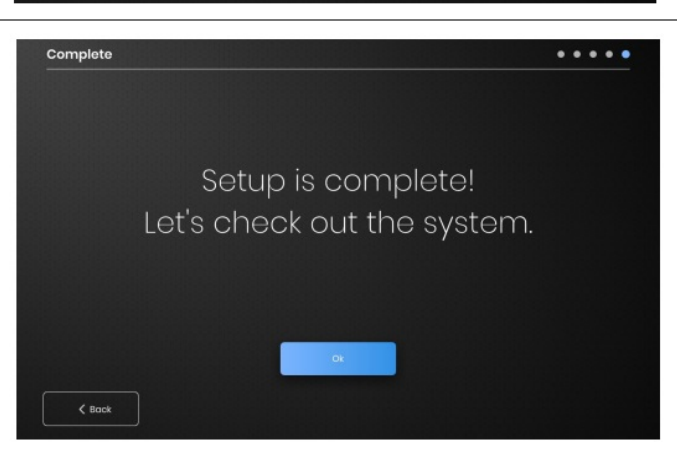 Complete
Setup is complete!
Let's check out the system.
Ok
Back